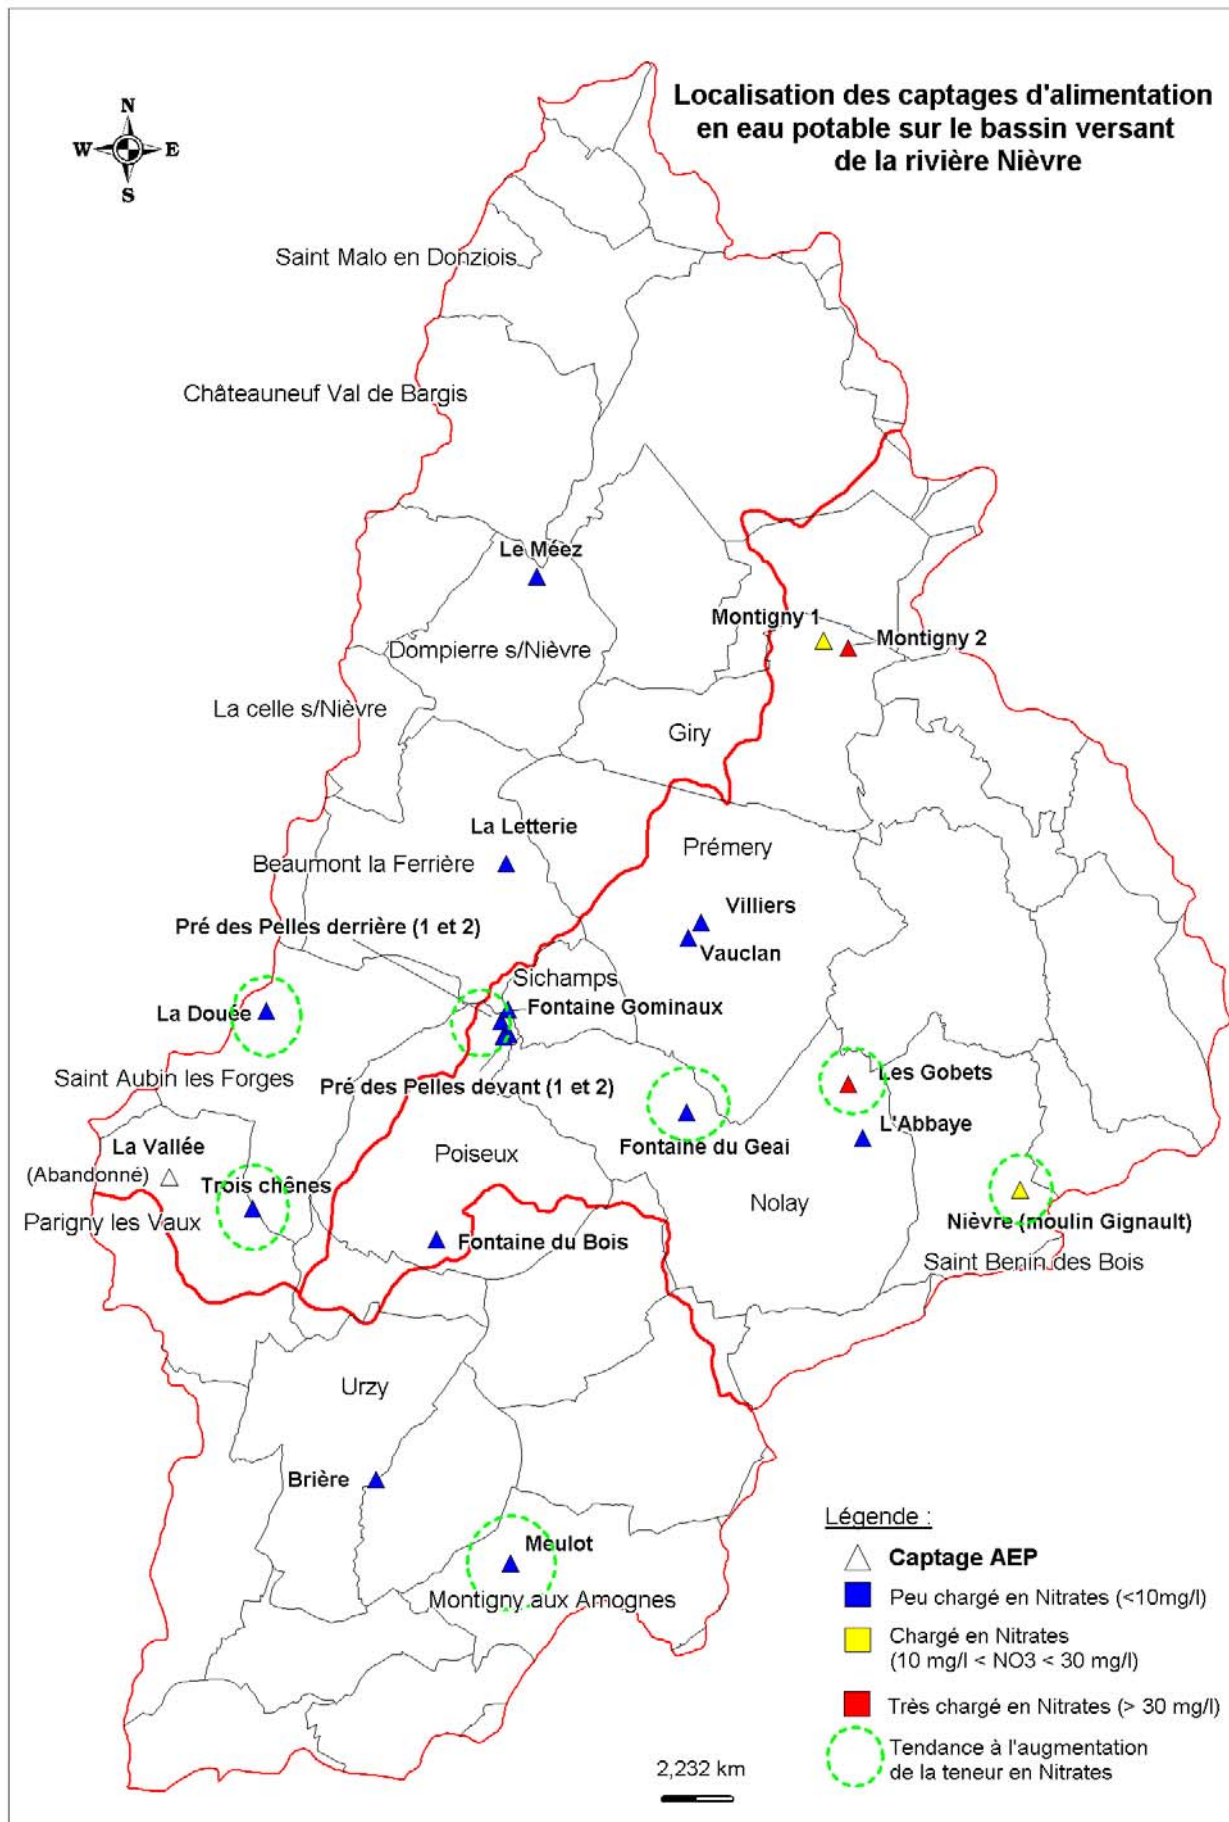 Localisation des captages d'alimentation
en eau potable sur le bassin versant
de la rivière Nièvre
N
W
E
S
Saint Malo en Donziois
Châteauneuf Val de Bargis
Le Méez
Montigny 1
Montigny 2
Dompierre s/Nièvre
La celle s/Nièvre
Giry
La Letterie
Prémery
Beaumont la Ferrière
Villiers
Pré des Pelles derrière (1 et 2)
Vauclan
Sichamps
Fontaine Gominaux
La Douée
Saint Aubin les Forges
Les Gobets
Pré des Pelles devant (1 et 2)
L'Abbaye
La Vallée
(Abandonné)
Fontaine du Geai
Poiseux
Trois chênes
Nolay
Parigny les Vaux
Nièvre (moulin Gignault)
Fontaine du Bois
Saint Benin des Bois
Urzy
Brière
Meulot
Montigny aux Amognes
Légende :
Captage AEP
Peu chargé en Nitrates (<10mg/l)
Chargé en Nitrates
(10 mg/l < NO3 < 30 mg/l)
Très chargé en Nitrates (> 30 mg/l)
Tendance à l'augmentation
de la teneur en Nitrates
2,232 km